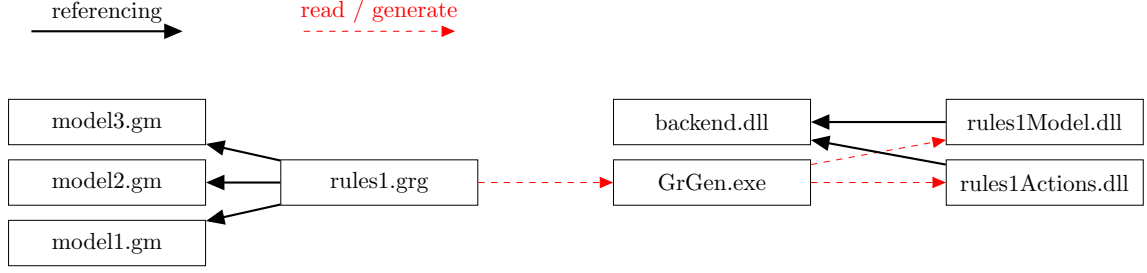 referencing
read / generate
model3.gm
backend.dll
rules1Model.dll
model2.gm
rules1.grg
GrGen.exe
rules1Actions.dll
model1.gm